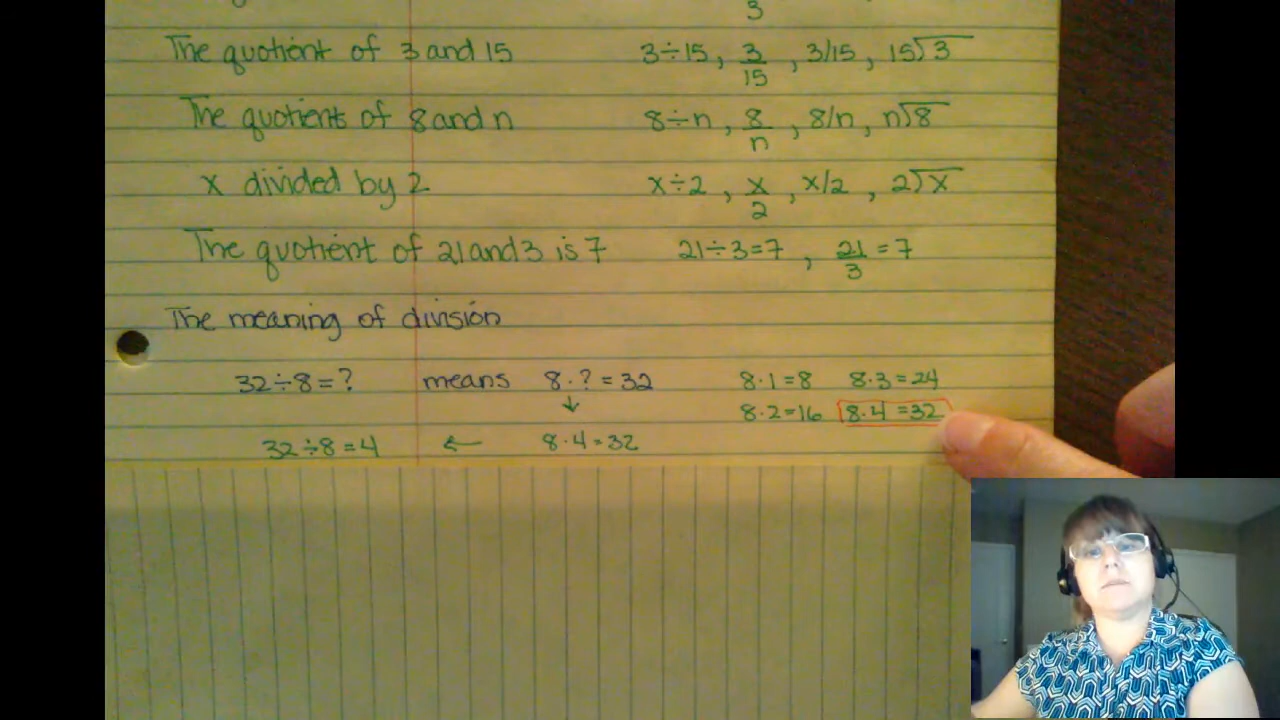 3
The quotient of 3 and 15 3÷15, 3/15, 3/15, 15⟌3
The quotients of 8 and n 8÷n, 8/n, 8/n, n⟌8
x divided by 2 x÷2, x/2, x/2, 2⟌x
The quotient of 21 and 3 is 7 21÷3=7, 21/3=7
The meaning of division
32÷8=? means 8·?=32 8·1=8 8·3=24
↓ 8·2=16 8·4=32
32÷8=4 ← 8·4=32